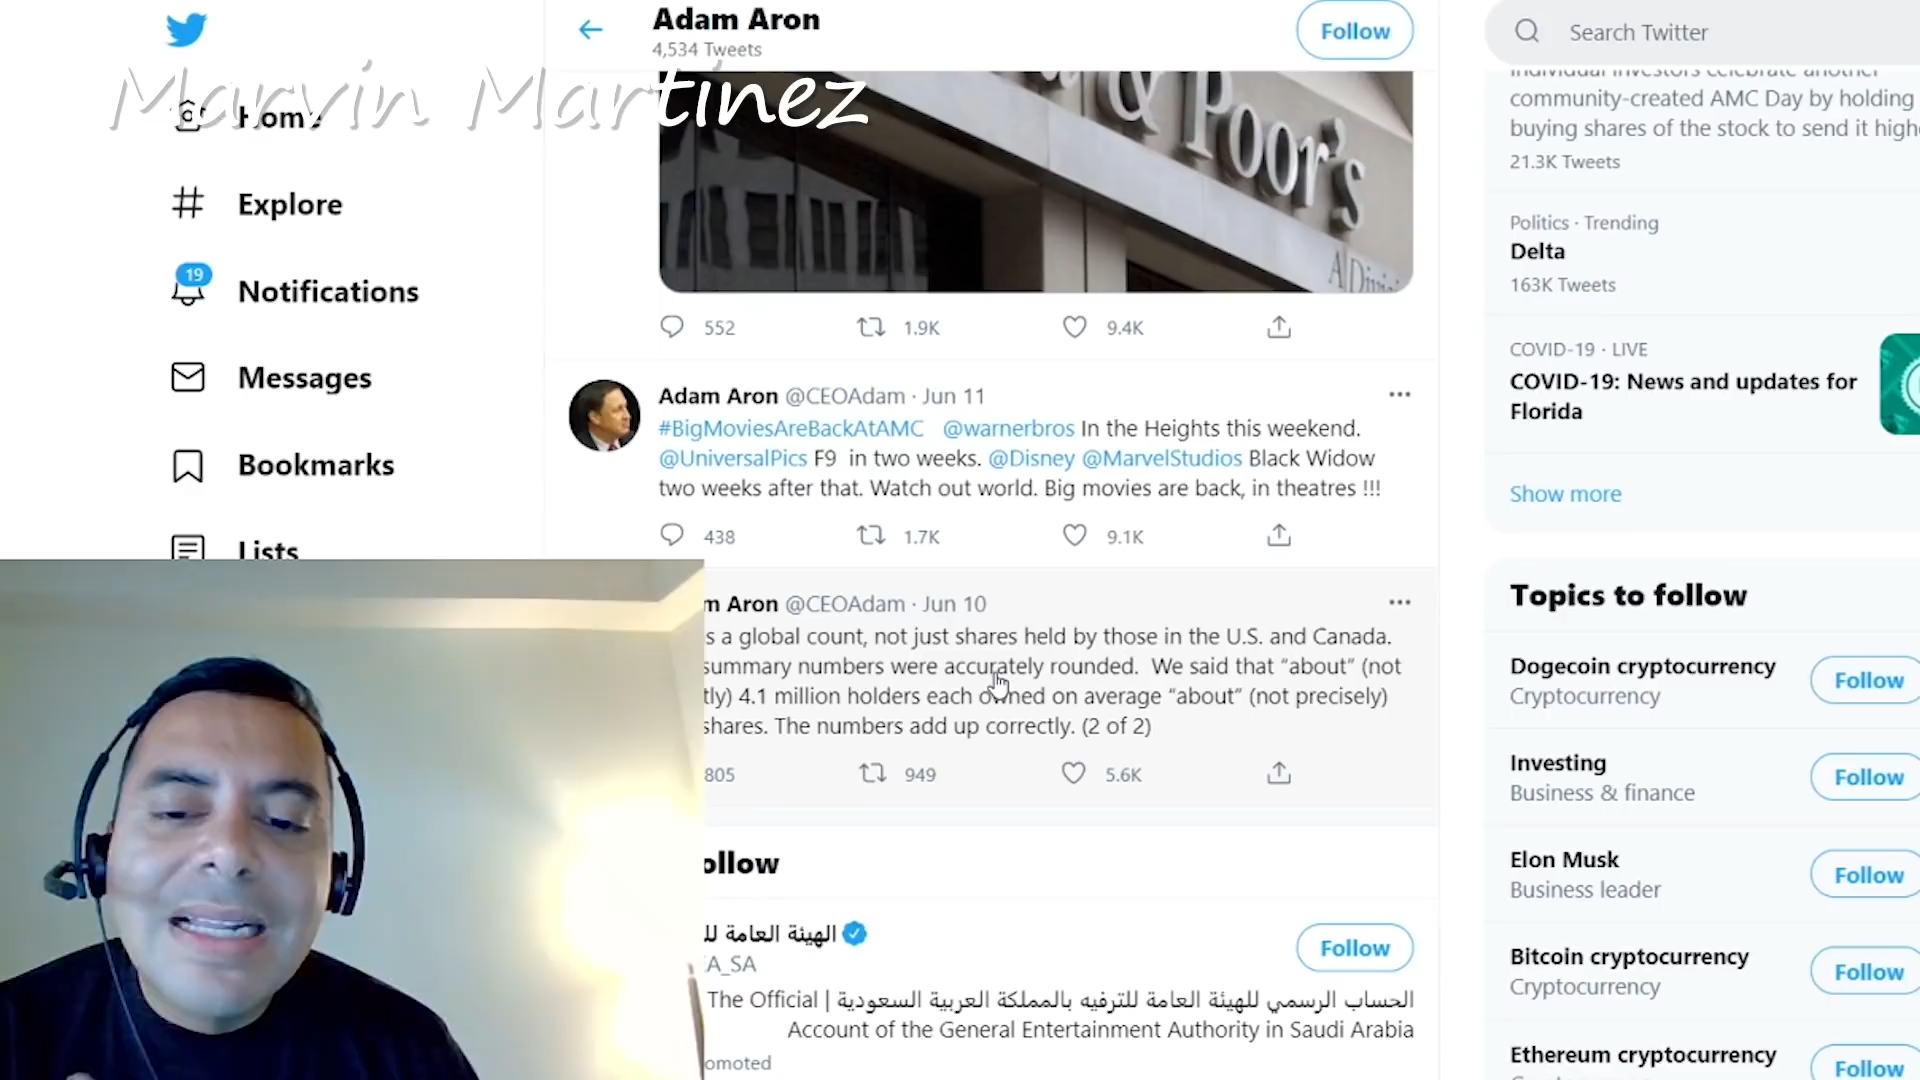 Adam Aron
4,534 Tweets
Follow
Search Twitter
Marvin Martinez
Home
Explore
19
Notifications
Messages
Bookmarks
Lists
& Poor's
552
1.9K
9.4K
Adam Aron @CEOAdam · Jun 11
#BigMoviesAreBackAtAMC @warnerbros In the Heights this weekend.
@UniversalPics F9 in two weeks. @Disney @MarvelStudios Black Widow
two weeks after that. Watch out world. Big movies are back, in theatres !!!
438
1.7K
9.1K
Aron @CEOAdam · Jun 10
a global count, not just shares held by those in the U.S. and Canada.
summary numbers were accurately rounded. We said that “about” (not
4.1 million holders each owned on average “about” (not precisely)
shares. The numbers add up correctly. (2 of 2)
805
949
5.6K
الهيئة العامة
A_SA
Follow
الحساب الرسمي للهيئة العامة للترفيه بالمملكة العربية السعودية | The Official
Account of the General Entertainment Authority in Saudi Arabia
individual investors celebrate another
community-created AMC Day by holding
buying shares of the stock to send it
21.3K Tweets
Politics · Trending
Delta
163K Tweets
COVID-19 · LIVE
COVID-19: News and updates for
Florida
Show more
Topics to follow
Dogecoin cryptocurrency
Cryptocurrency
Follow
Investing
Business & finance
Follow
Elon Musk
Business leader
Follow
Bitcoin cryptocurrency
Cryptocurrency
Follow
Ethereum cryptocurrency
Follow